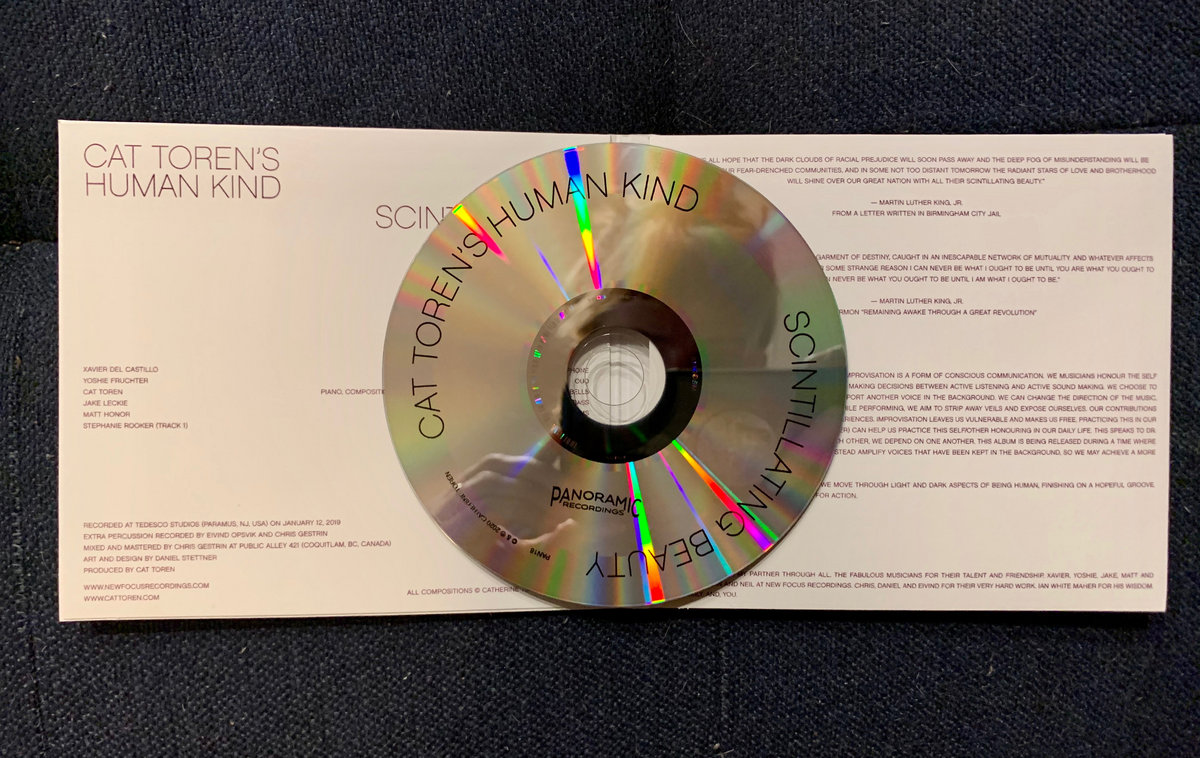 CAT TOREN'S
HUMAN KIND
XAVIER DEL CASTILLO
YOSHIE FRUCHTER
CAT TOREN
JAKE LECKIE
MATT HONOR
STEPHANIE ROOKER (TRACK 1)
PIANO,
RECORDED AT TEDESCO STUDIOS (PARAMUS, NJ, USA) ON JANUARY 12, 2019
EXTRA PERCUSSION RECORDED BY EIVIND OPSVIK AND CHRIS GESTRIN
MIXED AND MASTERED BY CHRIS GESTRIN AT PUBLIC ALLEY 421 (COQUITLAM, BC, CANADA)
ART AND DESIGN BY DANIEL STETTNER
PRODUCED BY CAT TOREN
WWW.NEWFOCUSRECORDINGS.COM
WWW.CATTOREN.COM
ALL COMPOSITIONS © CATHERINE
CAT TOREN'S HUMAN KIND
SCINTILLATING BEAUTY
PANORAMIC
RECORDINGS
PAN18
ALL HOPE THAT THE DARK CLOUDS OF RACIAL PREJUDICE WILL SOON PASS AWAY AND THE DEEP FOG OF MISUNDERSTANDING WILL BE
FEAR-DRENCHED COMMUNITIES, AND IN SOME NOT TOO DISTANT TOMORROW THE RADIANT STARS OF LOVE AND BROTHERHOOD
WILL SHINE OVER OUR GREAT NATION WITH ALL THEIR SCINTILLATING BEAUTY."
— MARTIN LUTHER KING, JR.
FROM A LETTER WRITTEN IN BIRMINGHAM CITY JAIL
GARMENT OF DESTINY, CAUGHT IN AN INESCAPABLE NETWORK OF MUTUALITY. AND WHATEVER AFFECTS
SOME STRANGE REASON I CAN NEVER BE WHAT I OUGHT TO BE UNTIL YOU ARE WHAT YOU OUGHT TO
NEVER BE WHAT YOU OUGHT TO BE UNTIL I AM WHAT I OUGHT TO BE."
— MARTIN LUTHER KING, JR.
"REMAINING AWAKE THROUGH A GREAT REVOLUTION"
IMPROVISATION IS A FORM OF CONSCIOUS COMMUNICATION. WE MUSICIANS HONOUR THE SELF
MAKING DECISIONS BETWEEN ACTIVE LISTENING AND ACTIVE SOUND MAKING. WE CHOOSE TO
ANOTHER VOICE IN THE BACKGROUND. WE CAN CHANGE THE DIRECTION OF THE MUSIC,
PERFORMING. WE AIM TO STRIP AWAY VEILS AND EXPOSE OURSELVES. OUR CONTRIBUTIONS
IMPROVISATION LEAVES US VULNERABLE AND MAKES US FREE. PRACTICING THIS IN OUR
CAN HELP US PRACTICE THIS SELF/OTHER HONOURING IN OUR DAILY LIFE. THIS SPEAKS TO DR.
OTHER, WE DEPEND ON ONE ANOTHER. THIS ALBUM IS BEING RELEASED DURING A TIME WHERE
AMPLIFY VOICES THAT HAVE BEEN KEPT IN THE BACKGROUND, SO WE MAY ACHIEVE A MORE
WE MOVE THROUGH LIGHT AND DARK ASPECTS OF BEING HUMAN, FINISHING ON A HOPEFUL GROOVE,
FOR ACTION.
PARTNER THROUGH ALL. THE FABULOUS MUSICIANS FOR THEIR TALENT AND FRIENDSHIP. XAVIER, YOSHIE, JAKE, MATT AND
AND NEIL AT NEW FOCUS RECORDINGS. CHRIS, DANIEL AND EIVIND FOR THEIR VERY HARD WORK. IAN WHITE MAHER FOR HIS WISDOM.
AND, YOU.